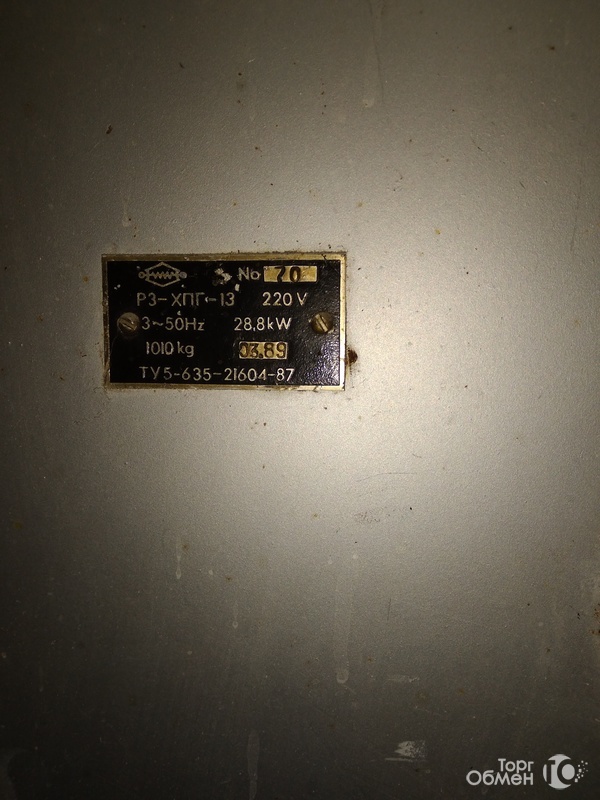 No 70
РЗ-ХПГ-13 220 V
3~50Hz 28,8kW
1010 kg 03.89
ТУ5-635-21604-87
Торг
Обмен